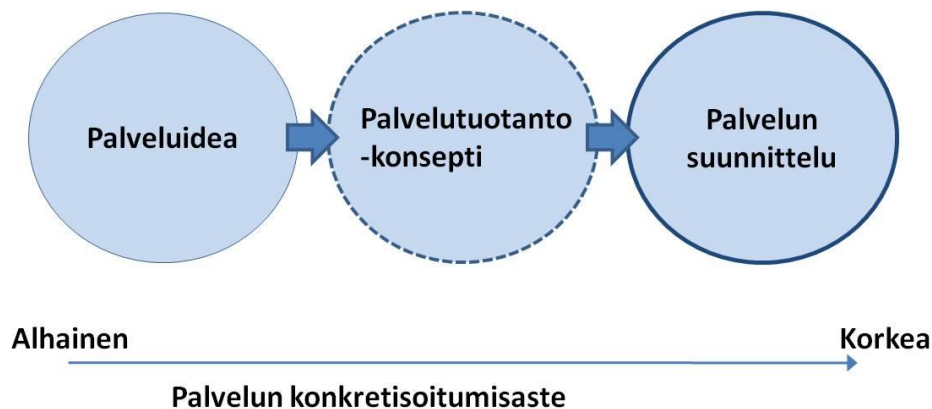 Palveluidea
Palvelutuotanto
-konsepti
Palvelun
suunnittelu
Alhainen
Korkea
Palvelun konkretisoitumisaste